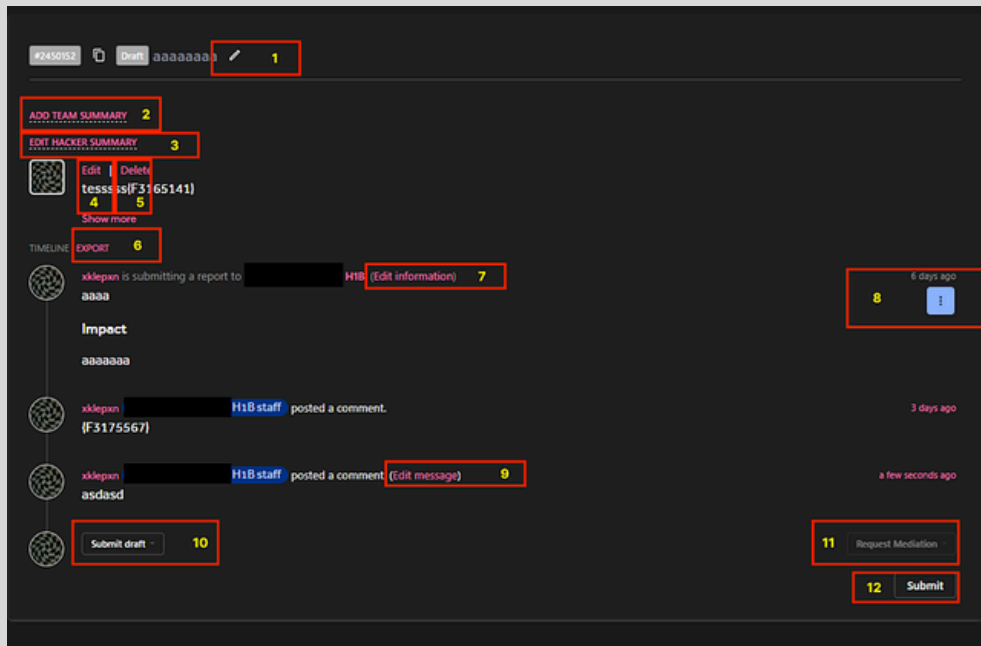 #2450152 Draft aaaaaaaa 1
ADD TEAM SUMMARY 2
EDIT HACKER SUMMARY 3
Edit | Delete
tesssss{F3165141}
4 5
Show more
TIMELINE EXPORT 6
xklepxn is submitting a report to H1B (Edit information) 7 6 days ago
aaaa 8
Impact
aaaaaaa
xklepxn H1B staff posted a comment. 3 days ago
{F3175567}
xklepxn H1B staff posted a comment (Edit message) 9 a few seconds ago
asdasd
Submit draft 10 11 Request Mediation
12 Submit